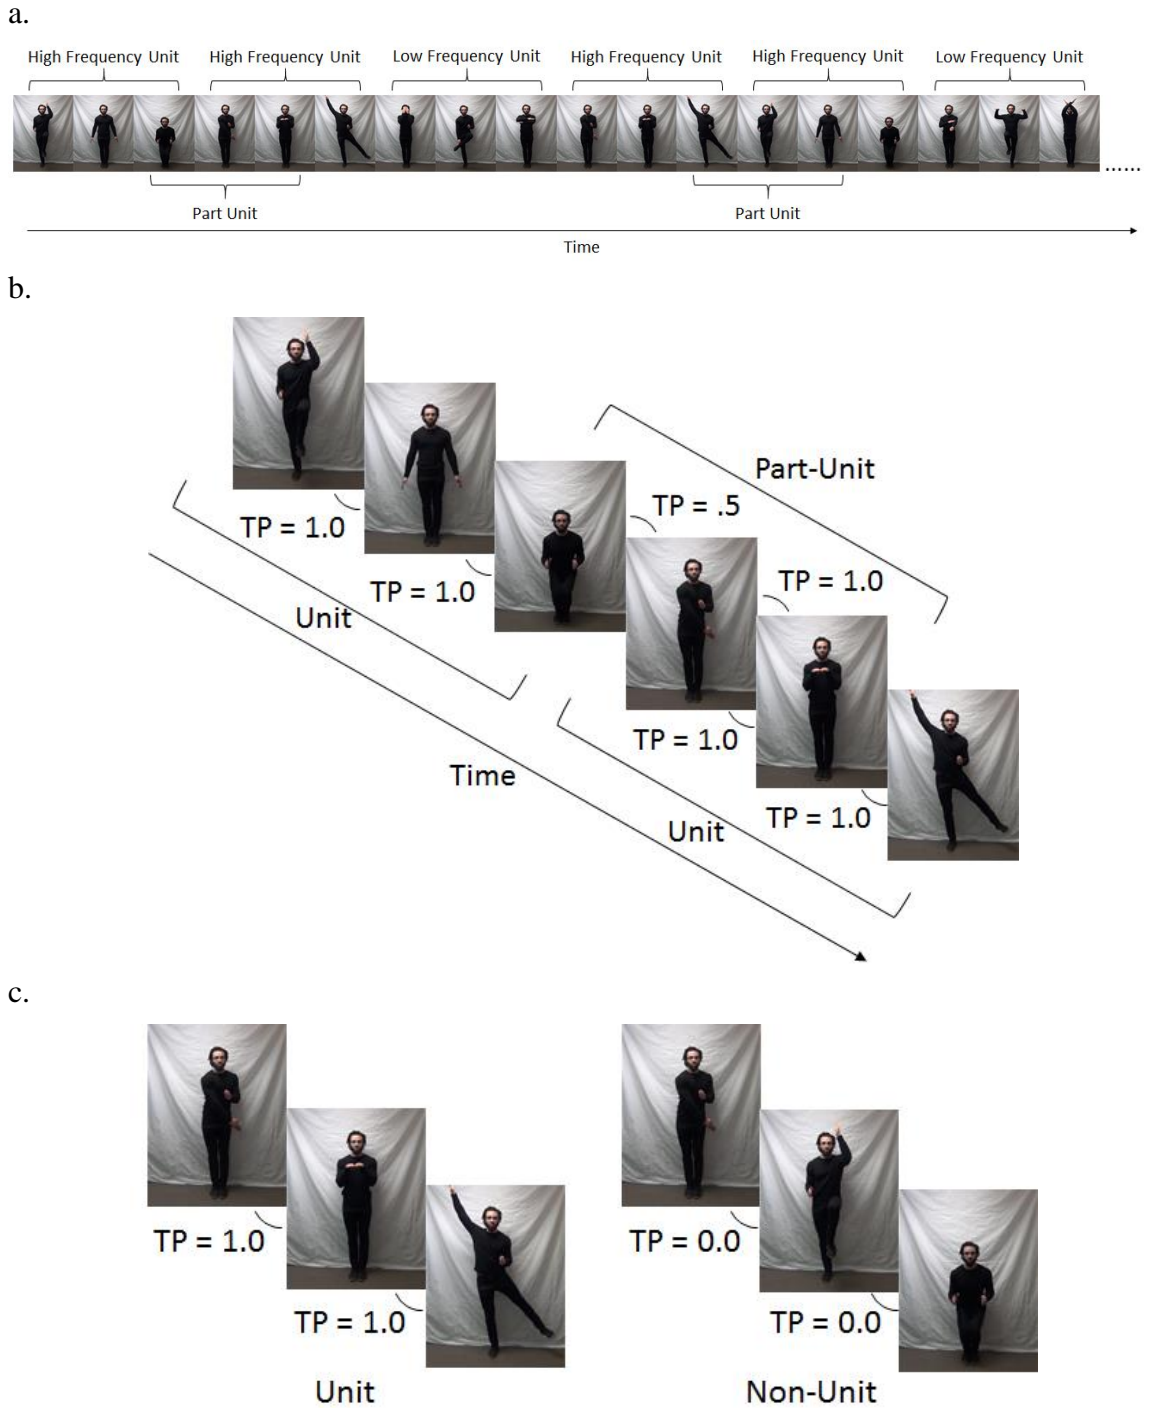 a.
High Frequency Unit High Frequency Unit Low Frequency Unit High Frequency Unit High Frequency Unit Low Frequency Unit
......
Part Unit Part Unit
Time
b.
Part-Unit
TP = .5
TP = 1.0
TP = 1.0
TP = 1.0
Unit
TP = 1.0
Time
TP = 1.0
Unit
c.
TP = 1.0 TP = 0.0
TP = 1.0 TP = 0.0
Unit Non-Unit